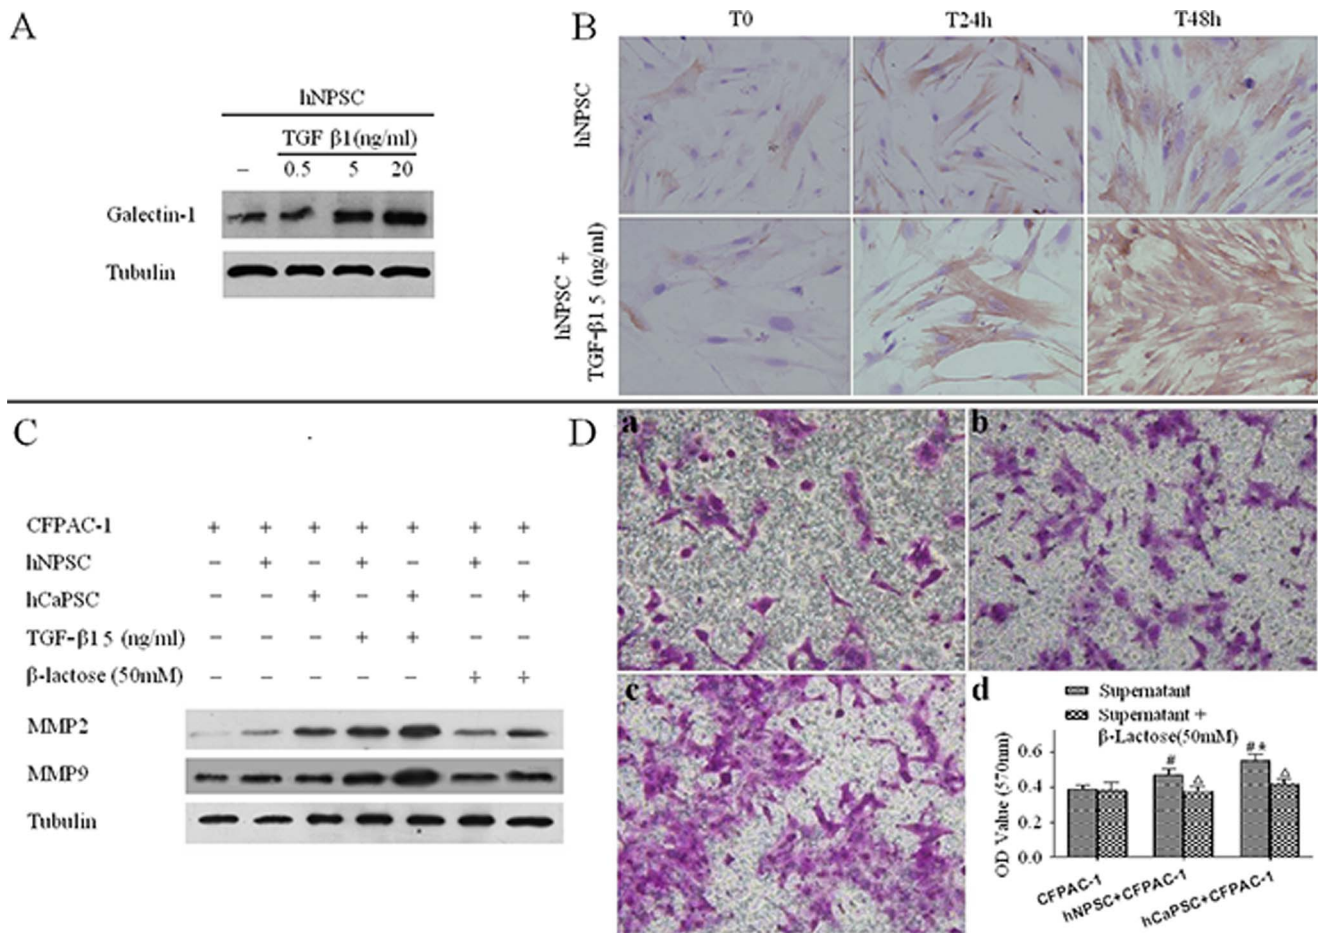 A
hNPSC
TGF β1(ng/ml)
– 0.5 5 20
Galectin-1
Tubulin
B
T0 T24h T48h
hNPSC
hNPSC +
TGF-β1 5 (ng/ml)
C
CFPAC-1 + + + + + + +
hNPSC – + – + – + –
hCaPSC – – + – + – +
TGF-β1 5 (ng/ml) – – – + + – –
β-lactose (50mM) – – – – – + +
MMP2
MMP9
Tubulin
D
a
b
c
d
Supernatant
Supernatant +
β-Lactose(50mM)
OD Value (570nm)
0.6
0.4
0.2
0.0
# Δ #* Δ
CFPAC-1
hNPSC+CFPAC-1
hCaPSC+CFPAC-1